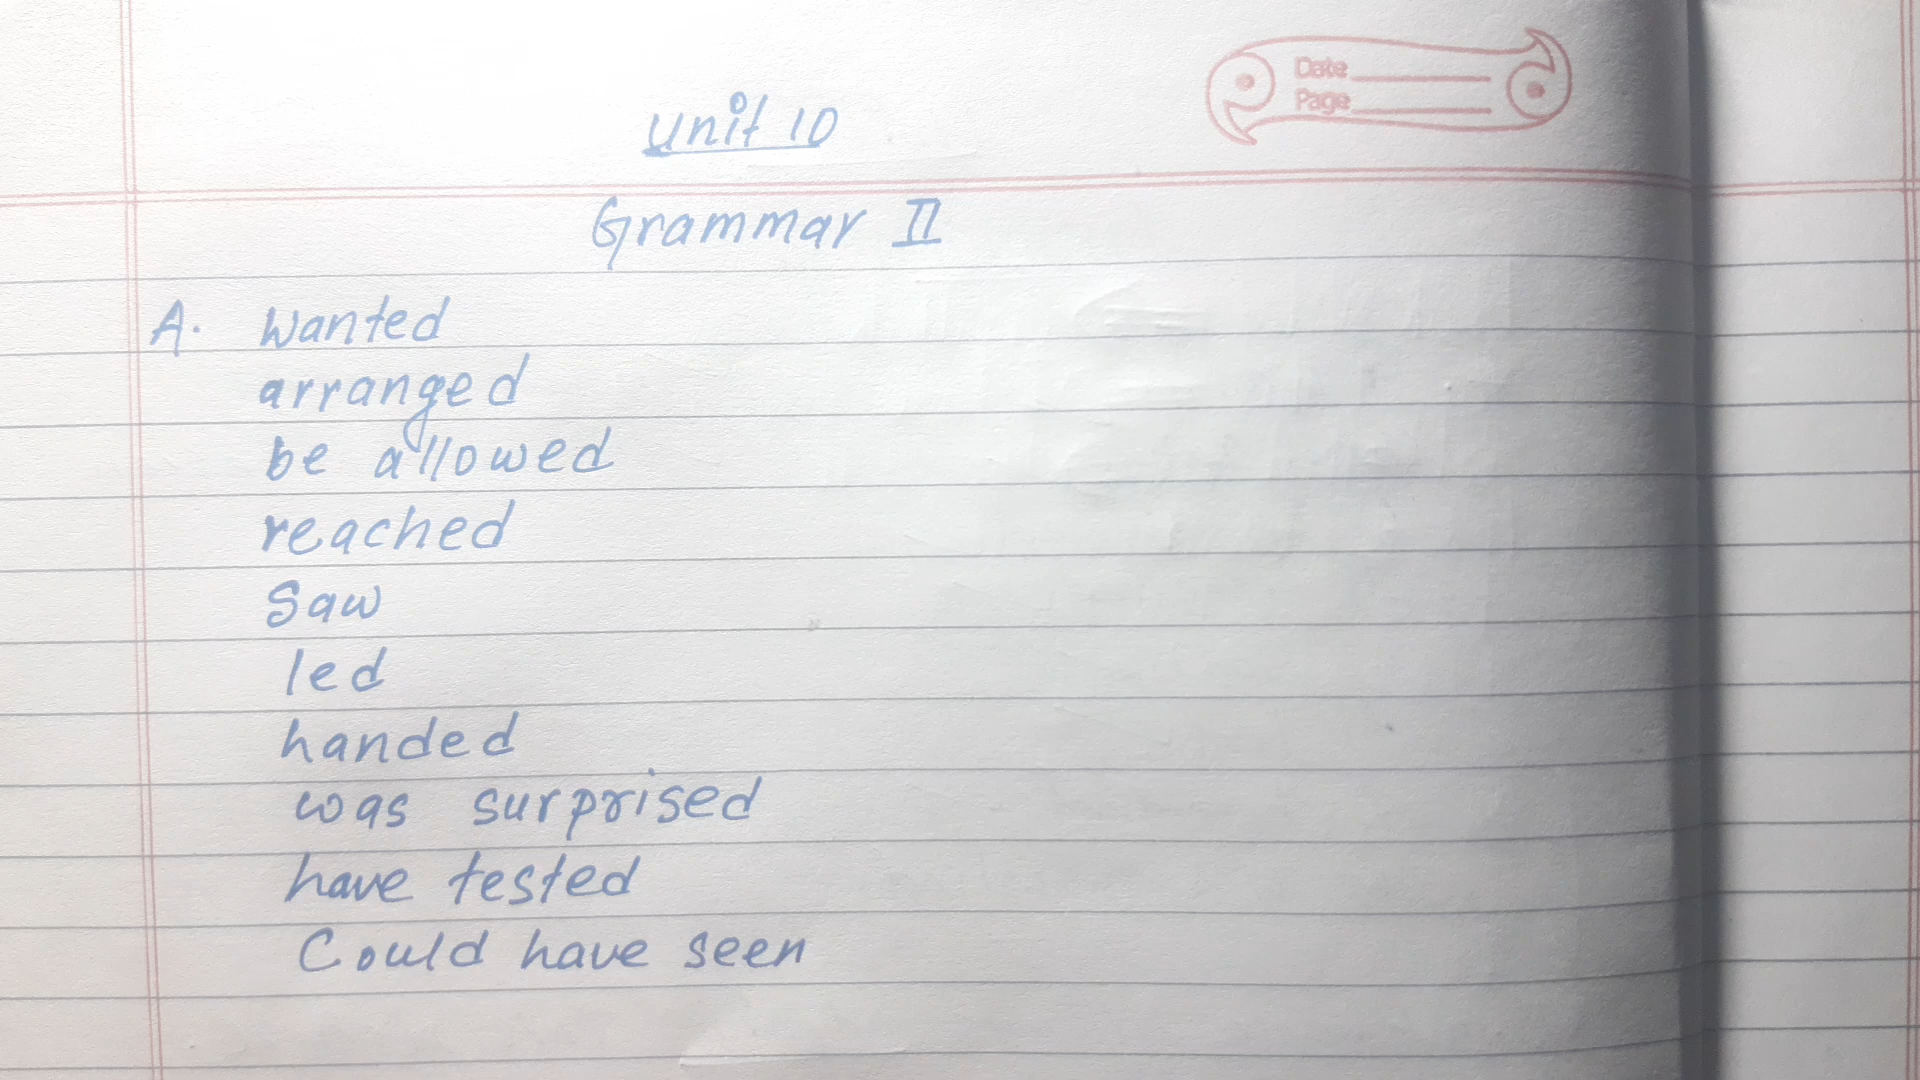 Date
Page
Unit 10
Grammar II
A. Wanted
arranged
be allowed
reached
Saw
led
handed
was surprised
have tested
Could have seen